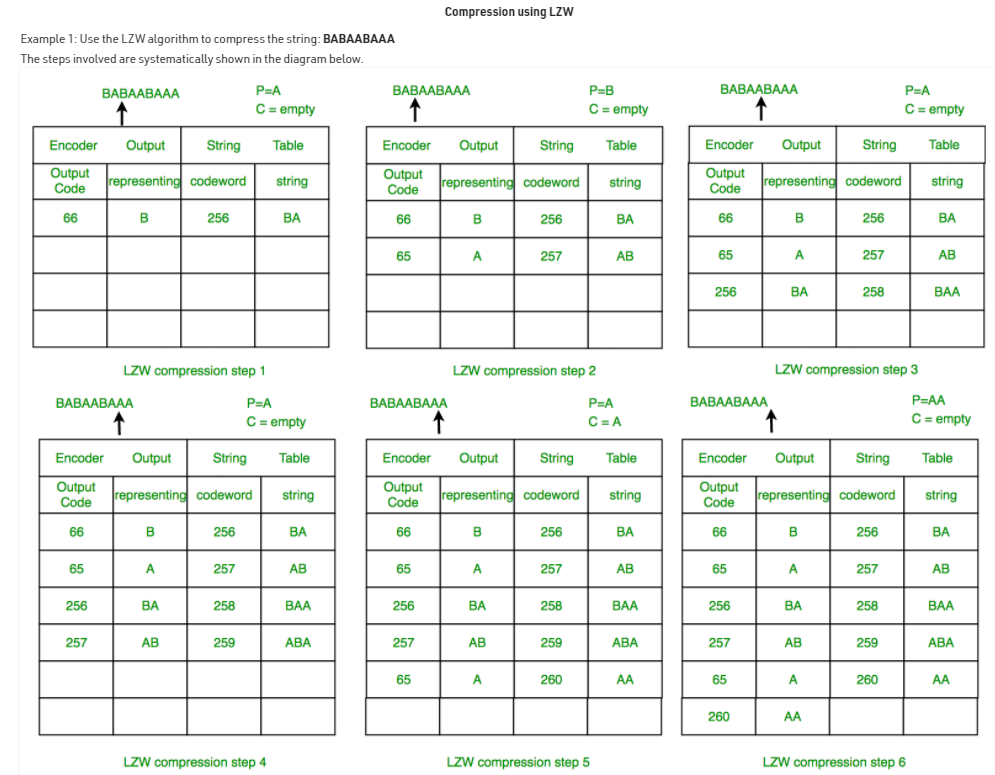 Compression using LZW
Example 1: Use the LZW algorithm to compress the string: BABAABAAA
The steps involved are systematically shown in the diagram below.
BABAABAAA P=A
C = empty
Encoder Output String Table
Output Code representing codeword string
66 B 256 BA
LZW compression step 1
BABAABAAA P=B
C = empty
Encoder Output String Table
Output Code representing codeword string
66 B 256 BA
65 A 257 AB
LZW compression step 2
BABAABAAA P=A
C = empty
Encoder Output String Table
Output Code representing codeword string
66 B 256 BA
65 A 257 AB
256 BA 258 BAA
LZW compression step 3
BABAABAAA P=A
C = empty
Encoder Output String Table
Output Code representing codeword string
66 B 256 BA
65 A 257 AB
256 BA 258 BAA
257 AB 259 ABA
LZW compression step 4
BABAABAAA P=A
C = A
Encoder Output String Table
Output Code representing codeword string
66 B 256 BA
65 A 257 AB
256 BA 258 BAA
257 AB 259 ABA
65 A 260 AA
LZW compression step 5
BABAABAAA P=AA
C = empty
Encoder Output String Table
Output Code representing codeword string
66 B 256 BA
65 A 257 AB
256 BA 258 BAA
257 AB 259 ABA
65 A 260 AA
260 AA
LZW compression step 6